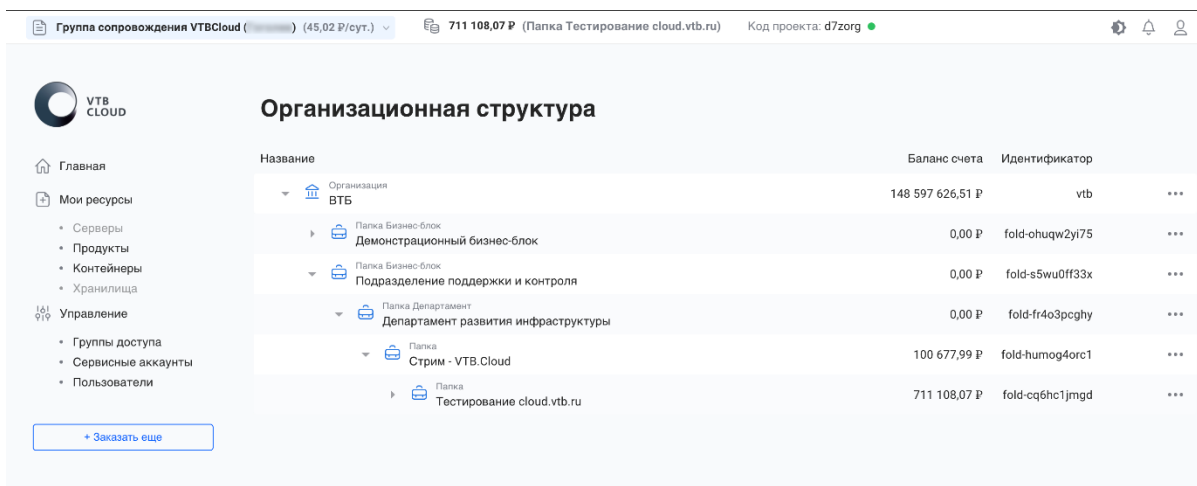 Группа сопровождения VTBCloud ( ) (45,02 ₽/сут.) 711 108,07 ₽ (Папка Тестирование cloud.vtb.ru) Код проекта: d7zorg
VTB
CLOUD
Организационная структура
Название Баланс счета Идентификатор
Главная
Мои ресурсы
Серверы
Продукты
Контейнеры
Хранилища
Управление
Группы доступа
Сервисные аккаунты
Пользователи
+ Заказать еще
Организация
ВТБ 148 597 626,51 ₽ vtb
Папка Бизнес-блок
Демонстрационный бизнес-блок 0,00 ₽ fold-ohuqw2yi75
Папка Бизнес-блок
Подразделение поддержки и контроля 0,00 ₽ fold-s5wu0ff33x
Папка Департамент
Департамент развития инфраструктуры 0,00 ₽ fold-fr4o3pcghy
Папка
Стрим - VTB.Cloud 100 677,99 ₽ fold-humog4orc1
Папка
Тестирование cloud.vtb.ru 711 108,07 ₽ fold-cq6hc1jmgd